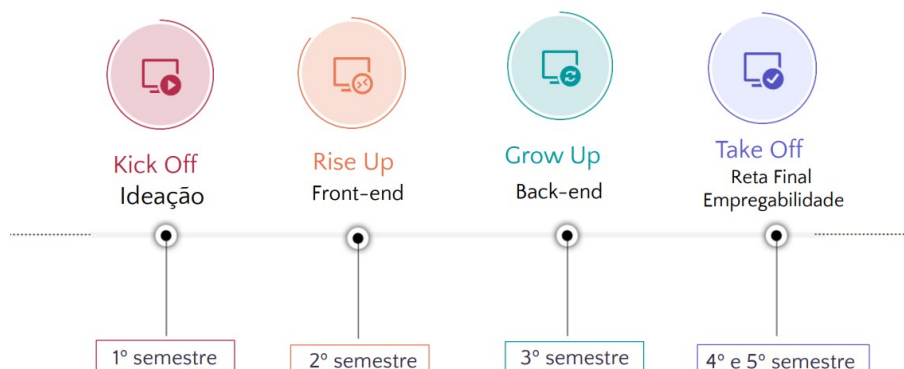 Kick Off
Ideação
Rise Up
Front-end
Grow Up
Back-end
Take Off
Reta Final
Empregabilidade
1º semestre
2º semestre
3º semestre
4º e 5º semestre